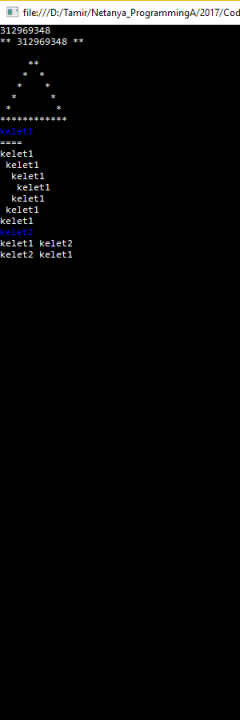 file:///D:/Tamir/Netanya_ProgrammingA/2017/Cod
312969348
** 312969348 **
     **
    *  *
   *    *
  *      *
 *        *
************
kelet1
====
kelet1
 kelet1
  kelet1
   kelet1
  kelet1
 kelet1
kelet1
kelet2
kelet1 kelet2
kelet2 kelet1